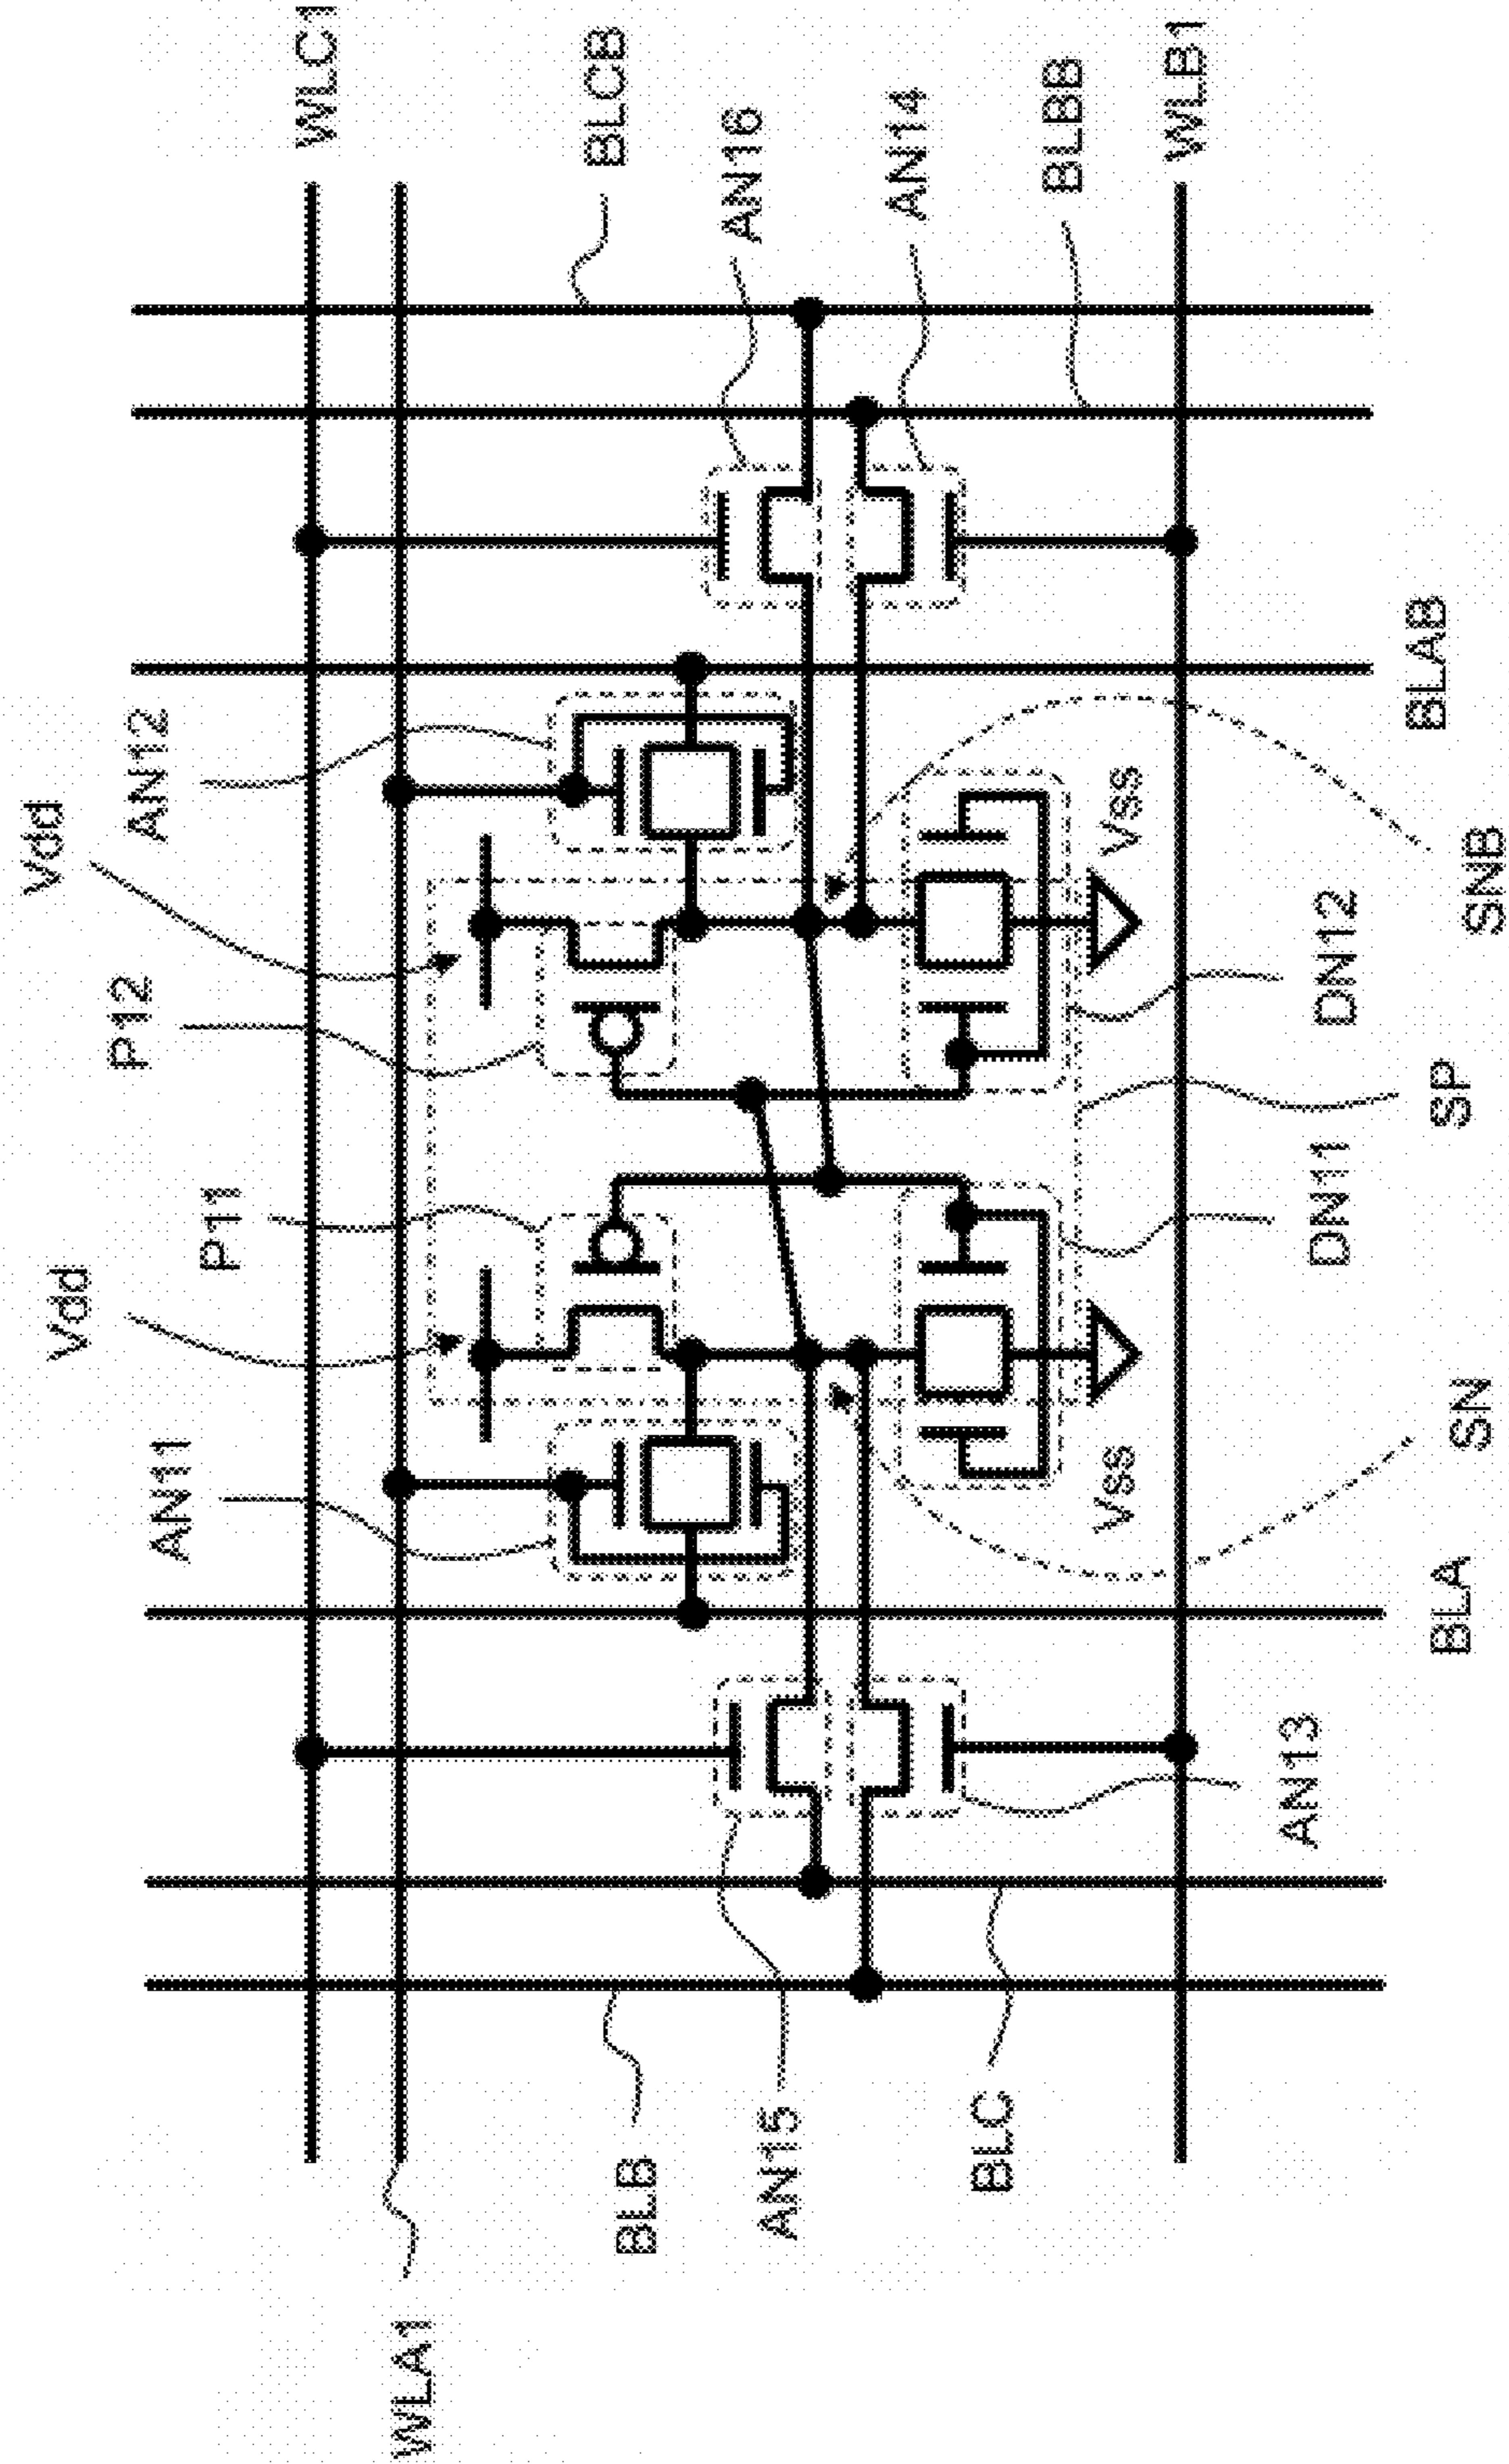 WLC1
BLCB
AN16
AN14
BLBB
WLB1
Vdd
AN12
P12
BLAB
Vss
SNB
DN12
SP
DN11
P11
Vdd
AN11
SN
Vss
BLA
AN13
BLB
AN15
BLC
WLA1